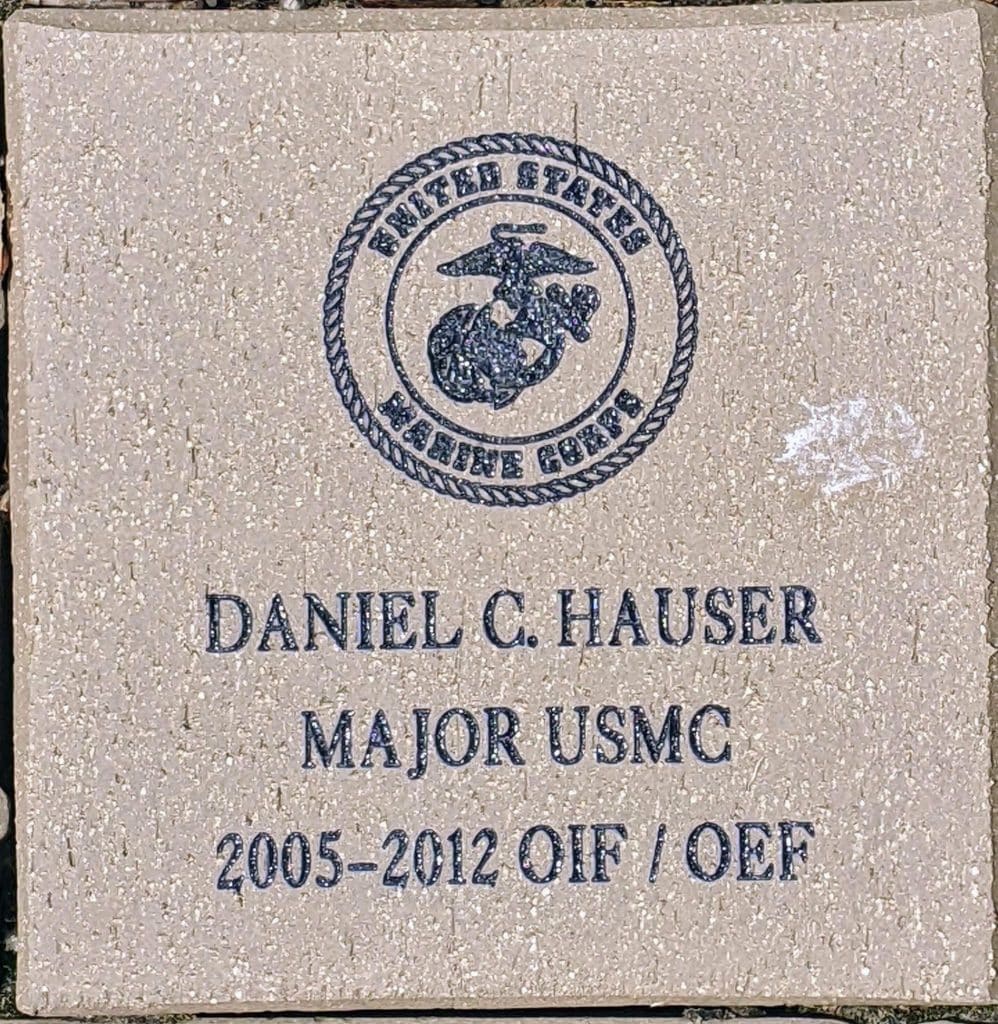 UNITED STATES
MARINE CORPS
DANIEL C. HAUSER
MAJOR USMC
2005-2012 OIF / OEF